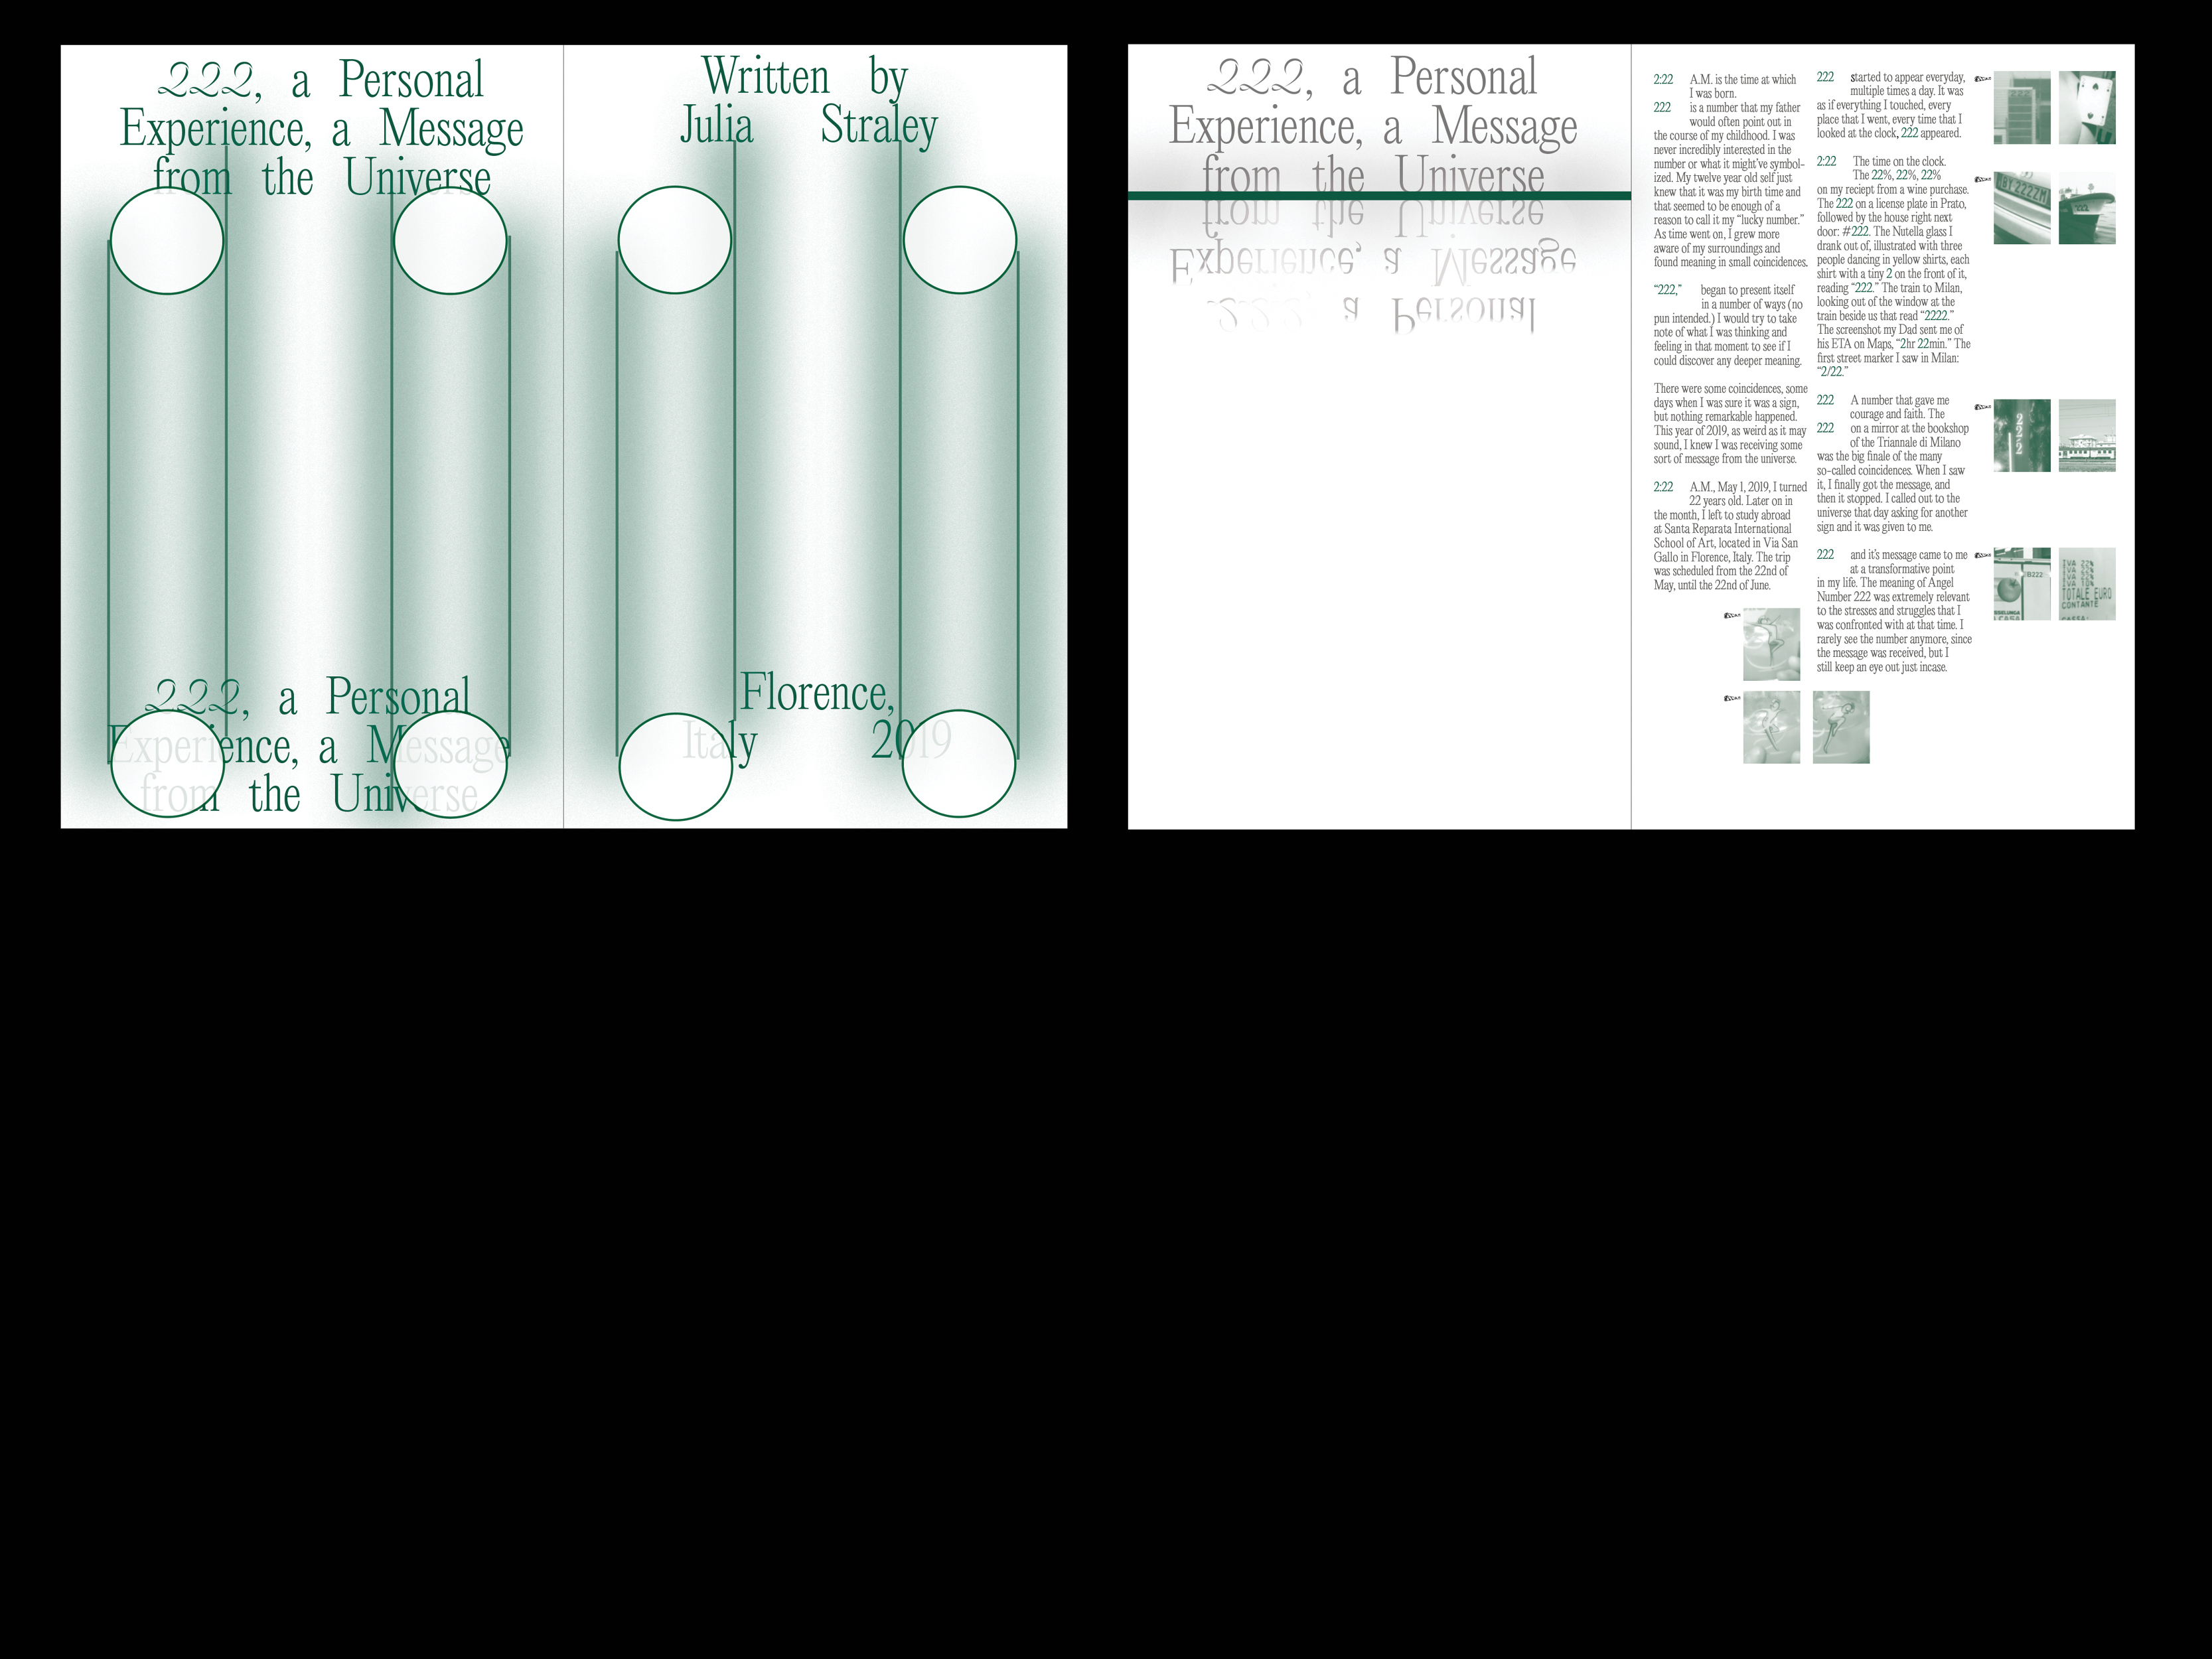 222, a Personal
Experience, a Message
from the Universe
222, a Personal
Experience, a Message
from the Universe
Written by
Julia Straley
Florence,
Italy 2019
222, a Personal
Experience, a Message
from the Universe
from the Universe
Experience, a Message
222, a Personal
2:22 A.M. is the time at which
I was born.
222 is a number that my father
would often point out in
the course of my childhood. I was
never incredibly interested in the
number or what it might've symbol-
ized. My twelve year old self just
knew that it was my birth time and
that seemed to be enough of a
reason to call it my “lucky number.”
As time went on, I grew more
aware of my surroundings and
found meaning in small coincidences.
“222,” began to present itself
in a number of ways (no
pun intended.) I would try to take
note of what I was thinking and
feeling in that moment to see if I
could discover any deeper meaning.
There were some coincidences, some
days when I was sure it was a sign,
but nothing remarkable happened.
This year of 2019, as weird as it may
sound, I knew I was receiving some
sort of message from the universe.
2:22 A.M., May 1, 2019, I turned
22 years old. Later on in
the month, I left to study abroad
at Santa Reparata International
School of Art, located in Via San
Gallo in Florence, Italy. The trip
was scheduled from the 22nd of
May, until the 22nd of June.
222 started to appear everyday,
multiple times a day. It was
as if everything I touched, every
place that I went, every time that I
looked at the clock, 222 appeared.
2:22 The time on the clock.
The 22%, 22%, 22%
on my reciept from a wine purchase.
The 222 on a license plate in Prato,
followed by the house right next
door: #222. The Nutella glass I
drank out of, illustrated with three
people dancing in yellow shirts, each
shirt with a tiny 2 on the front of it,
reading “222.” The train to Milan,
looking out of the window at the
train beside us that read “2222.”
The screenshot my Dad sent me of
his ETA on Maps, “2hr 22min.” The
first street marker I saw in Milan:
“2/22.”
222 A number that gave me
courage and faith. The
222 on a mirror at the bookshop
of the Triannale di Milano
was the big finale of the many
so-called coincidences. When I saw
it, I finally got the message, and
then it stopped. I called out to the
universe that day asking for another
sign and it was given to me.
222 and it's message came to me
at a transformative point
in my life. The meaning of Angel
Number 222 was extremely relevant
to the stresses and struggles that I
was confronted with at that time. I
rarely see the number anymore, since
the message was received, but I
still keep an eye out just incase.
222
B222
IVA 22%
IVA 22%
IVA 22%
IVA 10%
TOTALE EURO
CONTANTE